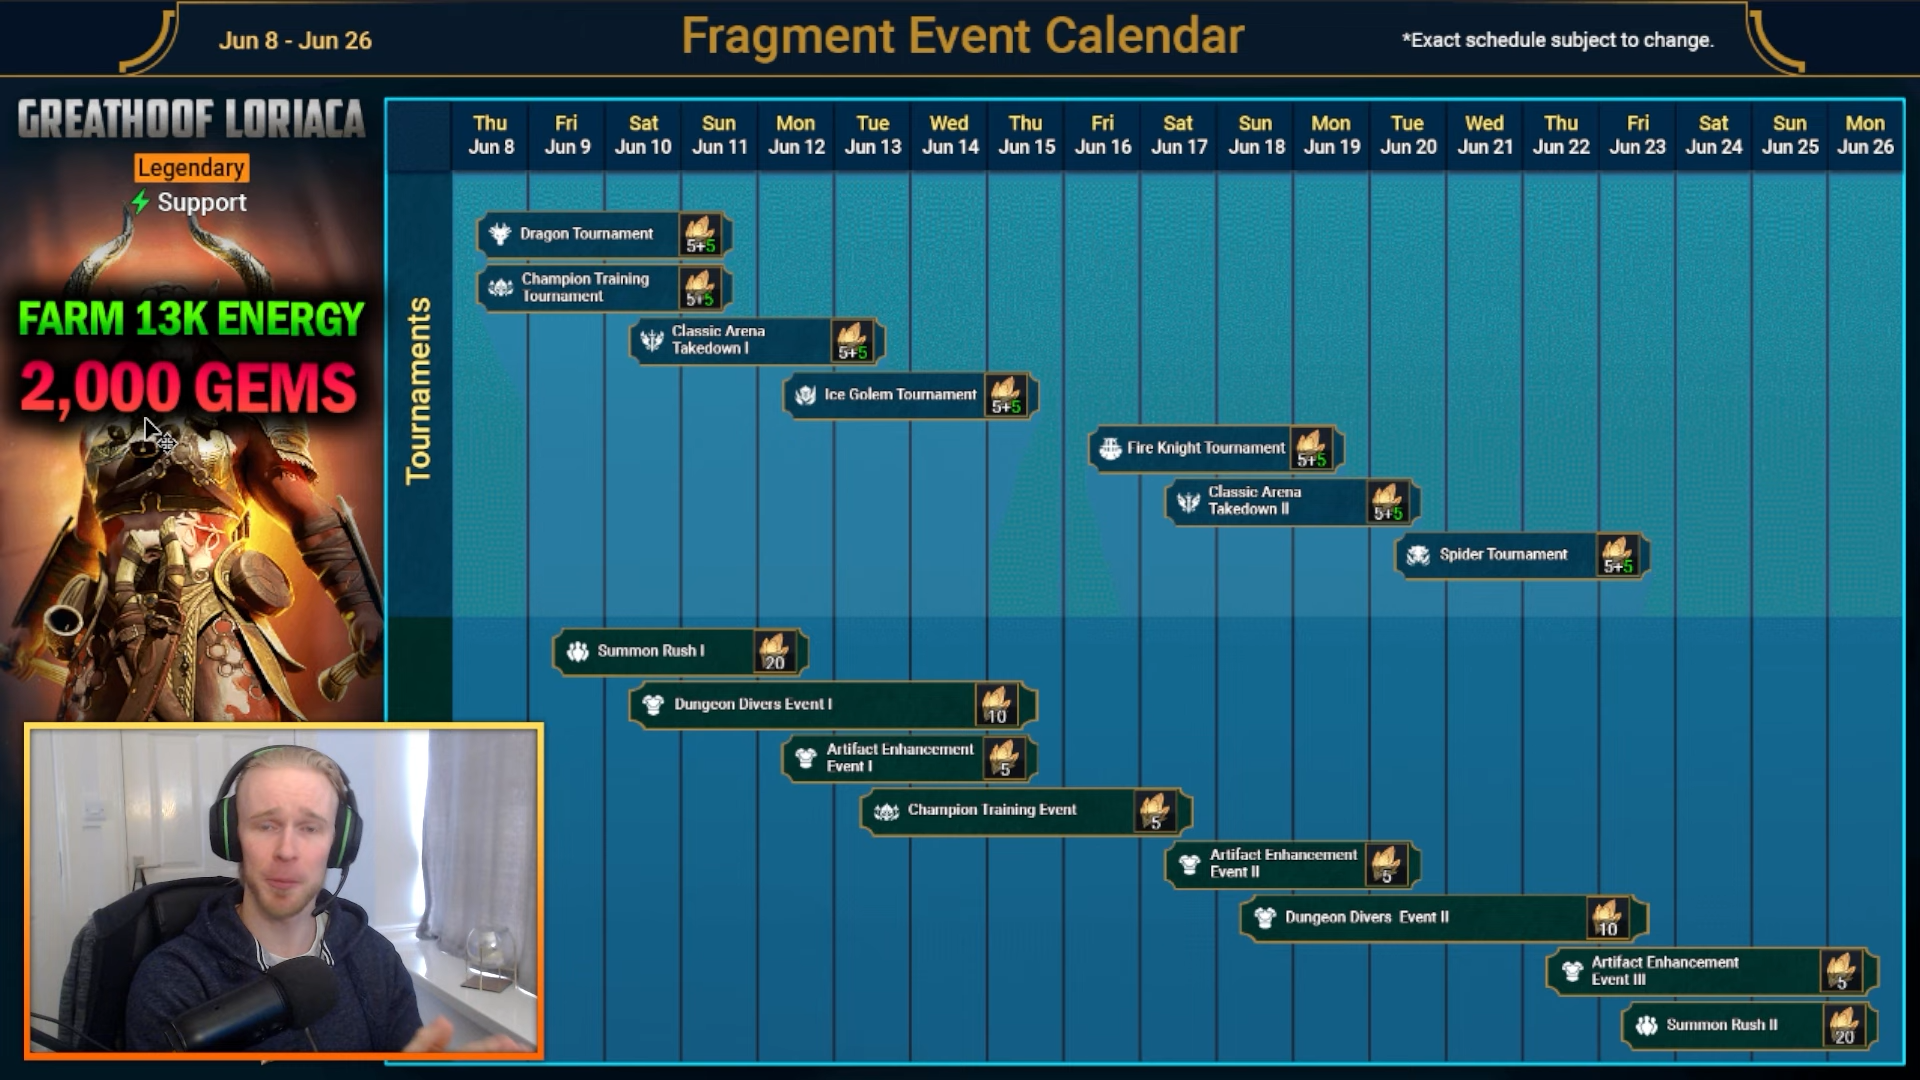 Jun 8 - Jun 26
Fragment Event Calendar
*Exact schedule subject to change.
GREATHOOF LORIACA
Legendary
Support
FARM 13K ENERGY
2,000 GEMS
Thu Fri Sat Sun Mon Tue Wed Thu Fri Sat Sun Mon Tue Wed Thu Fri Sat Sun Mon
Jun 8 Jun 9 Jun 10 Jun 11 Jun 12 Jun 13 Jun 14 Jun 15 Jun 16 Jun 17 Jun 18 Jun 19 Jun 20 Jun 21 Jun 22 Jun 23 Jun 24 Jun 25 Jun 26
Tournaments
Dragon Tournament
5+5
Champion Training
Tournament
5+5
Classic Arena
Takedown I
5+5
Ice Golem Tournament
5+5
Fire Knight Tournament
5+5
Classic Arena
Takedown II
5+5
Spider Tournament
5+5
Summon Rush I
20
Dungeon Divers Event I
10
Artifact Enhancement
Event I
5
Champion Training Event
5
Artifact Enhancement
Event II
5
Dungeon Divers Event II
10
Artifact Enhancement
Event III
5
Summon Rush II
20